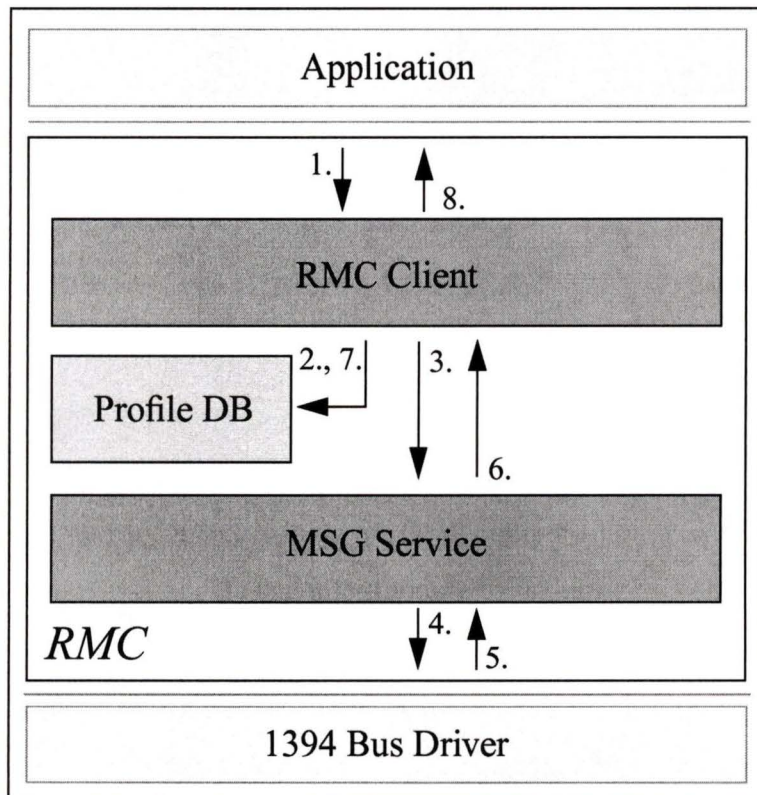 Application
1.
8.
RMC Client
2., 7.
3.
Profile DB
6.
MSG Service
4.
RMC
5.
1394 Bus Driver